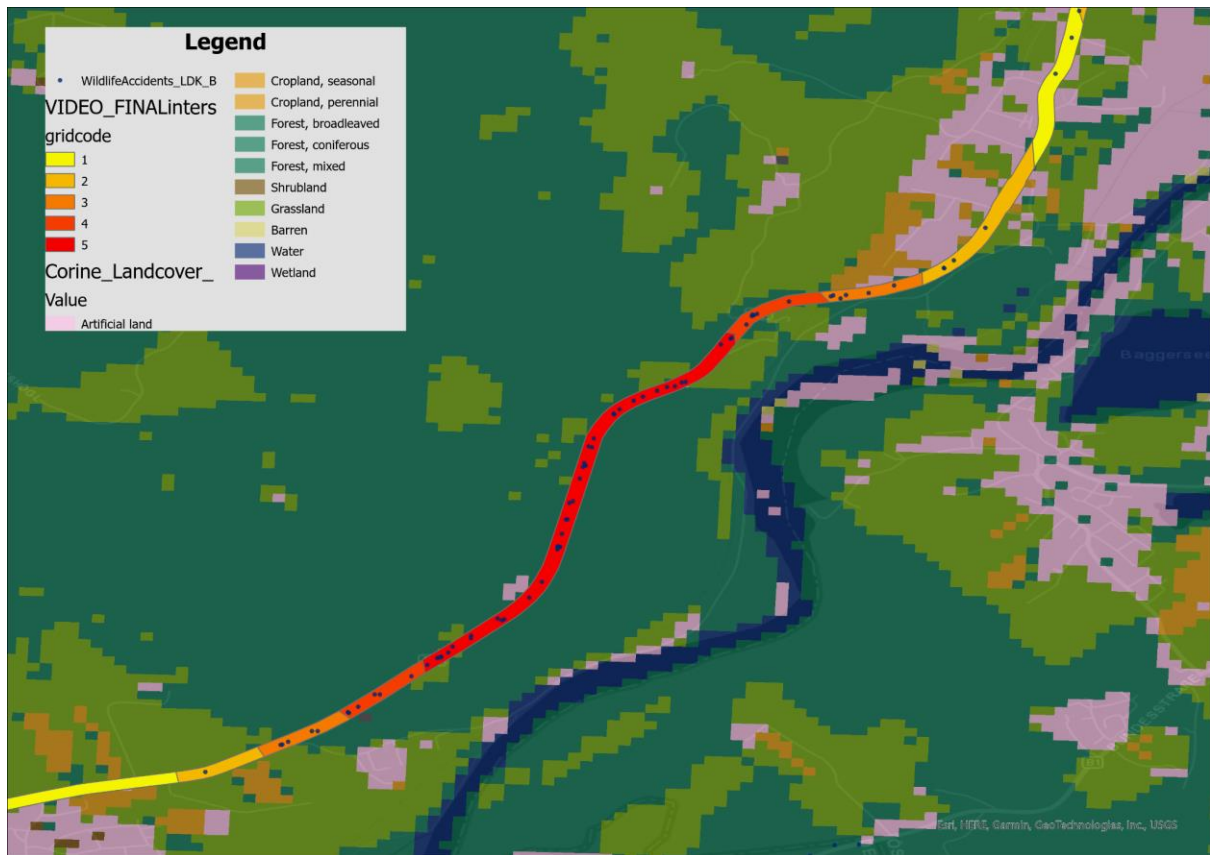 Legend
WildlifeAccidents_LDK_B
VIDEO_FINALinters
gridcode
1
2
3
4
5
Corine_Landcover_
Value
Artificial land
Cropland, seasonal
Cropland, perennial
Forest, broadleaved
Forest, coniferous
Forest, mixed
Shrubland
Grassland
Barren
Water
Wetland
Baggersee
Esri, HERE, Garmin, GeoTechnologies, Inc., USGS